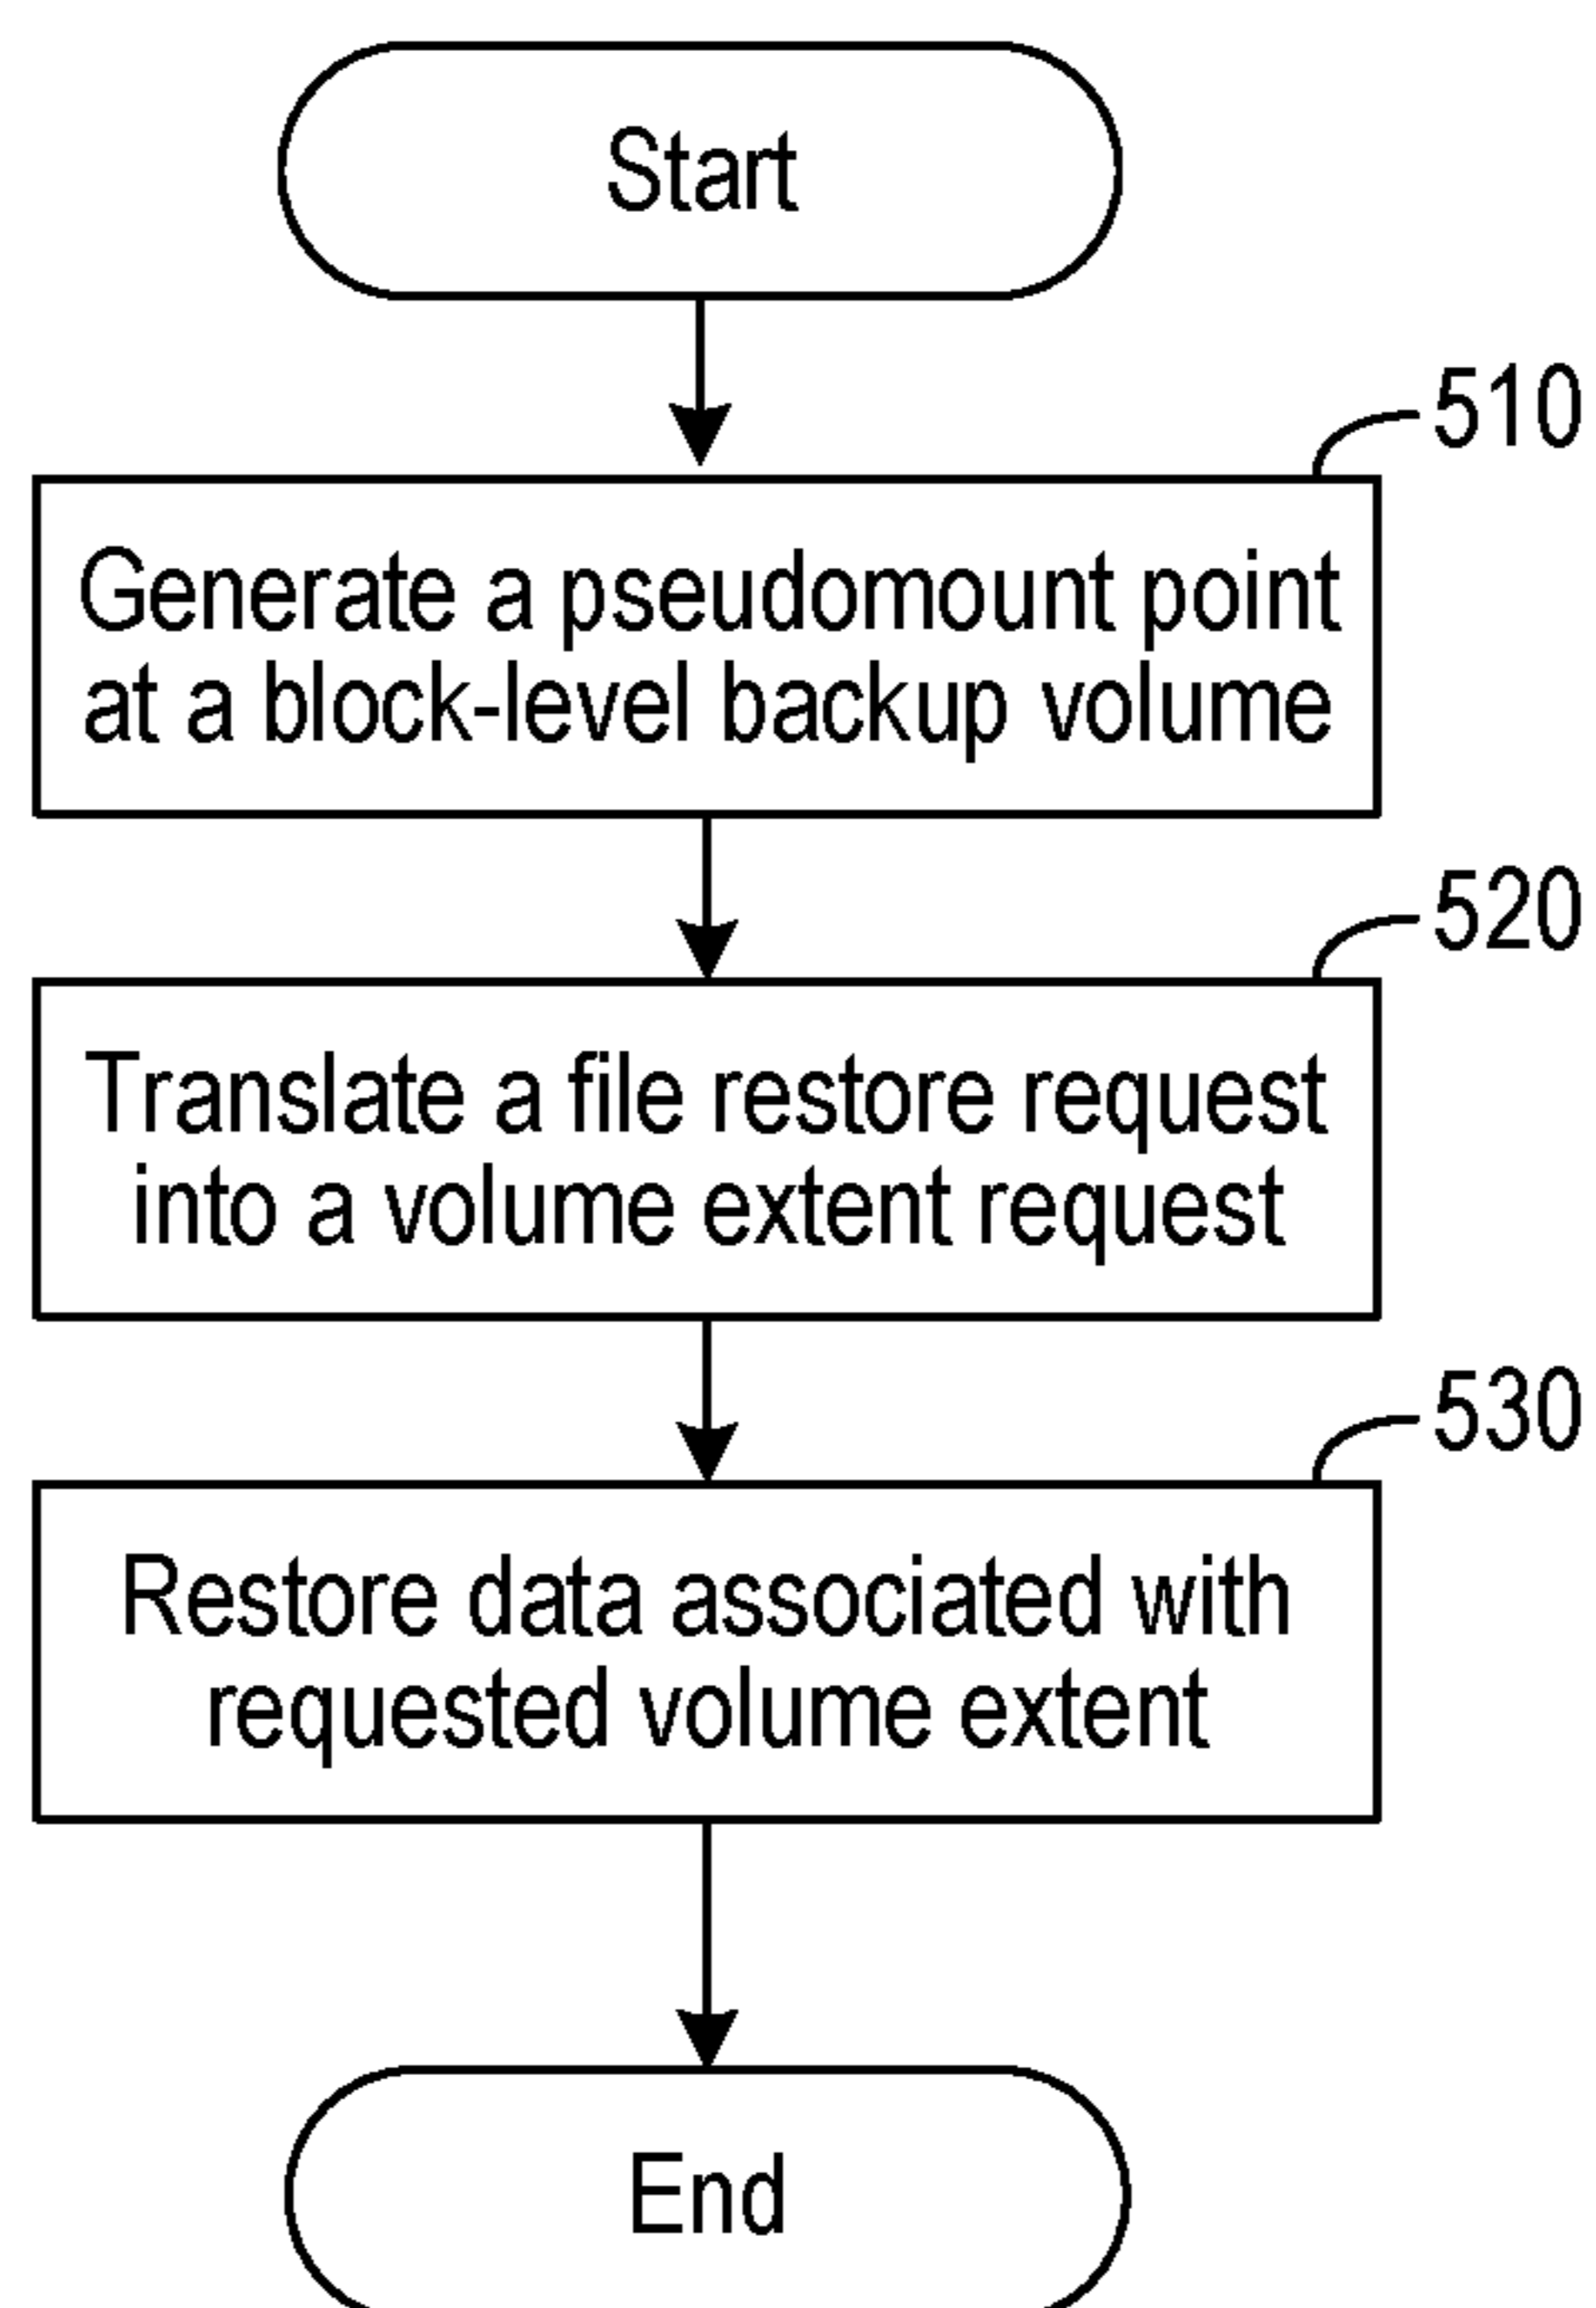 Start
510
Generate a pseudomount point
at a block-level backup volume
520
Translate a file restore request
into a volume extent request
530
Restore data associated with
requested volume extent
End